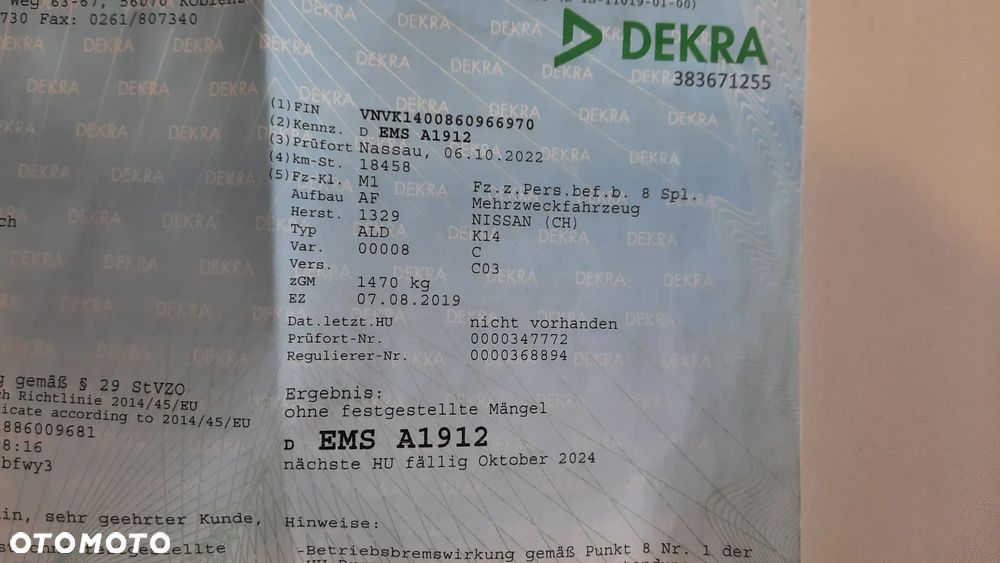 Weg 63-67, 56070 Koblenz
730 Fax: 0261/807340
DEKRA
383671255
(1)FIN VNVK1400860966970
(2)Kennz. D EMS A1912
(3)Prüfort Nassau, 06.10.2022
(4)km-St. 18458
(5)Fz-Kl. M1 Fz.z.Pers.bef.b. 8 Spl.
Aufbau AF Mehrzweckfahrzeug
Herst. 1329 NISSAN (CH)
Typ ALD K14
Var. 00008 C
Vers. C03
zGM 1470 kg
EZ 07.08.2019
Dat.letzt.HU nicht vorhanden
Prüfort-Nr. 0000347772
Regulierer-Nr. 0000368894
ch
g gemäß § 29 StVZO
ch Richtlinie 2014/45/EU
icate according to 2014/45/EU
886009681
8:16
bfwy3
Ergebnis:
ohne festgestellte Mängel
D EMS A1912
nächste HU fällig Oktober 2024
in, sehr geehrter Kunde,
Hinweise:
-Betriebsbremswirkung gemäß Punkt 8 Nr. 1 der
OTOMOTO